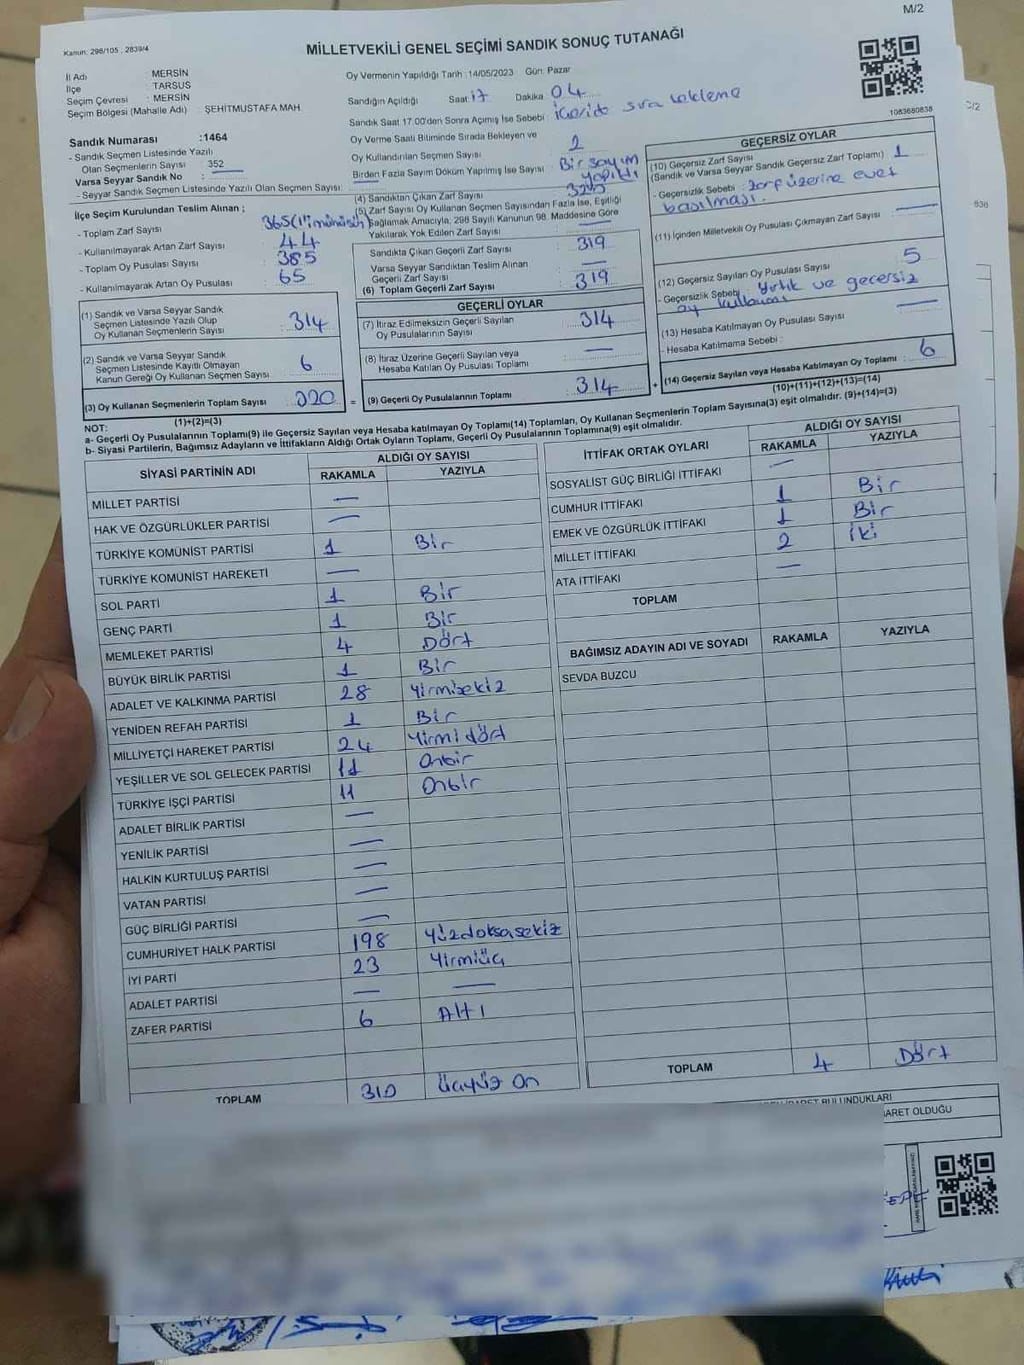 M/2
Kanun: 298/105 , 2839/4
MİLLETVEKİLİ GENEL SEÇİMİ SANDIK SONUÇ TUTANAĞI
İl Adı : MERSİN
İlçe : TARSUS
Seçim Çevresi : MERSİN
Seçim Bölgesi (Mahalle Adı) : ŞEHİTMUSTAFA MAH.
Sandık Numarası :1464
- Sandık Seçmen Listesinde Yazılı
Olan Seçmenlerin Sayısı : 352
Varsa Seyyar Sandık No :
- Seyyar Sandık Seçmen Listesinde Yazılı Olan Seçmen Sayısı:
İlçe Seçim Kurulundan Teslim Alınan ;
- Toplam Zarf Sayısı : 365
- Kullanılmayarak Artan Zarf Sayısı : 44
- Toplam Oy Pusulası Sayısı : 385
- Kullanılmayarak Artan Oy Pusulası : 65
Oy Vermenin Yapıldığı Tarih :14/05/2023 Gün: Pazar
Sandığın Açıldığı Saat 17 Dakika 04
Sandık Saat 17.00'den Sonra Açımış İse Sebebi : içeride sıra bekleme
Oy Verme Saati Bitiminde Sırada Bekleyen ve
Oy Kullandırılan Seçmen Sayısı : 2
Birden Fazla Sayım Döküm Yapılmış İse Sayısı : Bir sayım
yapıldı
(4) Sandıktan Çıkan Zarf Sayısı : 320
(5) Zarf Sayısı Oy Kullanan Seçmen Sayısından Fazla İse, Eşitliği
Sağlamak Amacıyla, 298 Sayılı Kanunun 98. Maddesine Göre
Yakılarak Yok Edilen Zarf Sayısı : —
Sandıkta Çıkan Geçerli Zarf Sayısı 319
Varsa Seyyar Sandıktan Teslim Alınan
Geçerli Zarf Sayısı —
(6) Toplam Geçerli Zarf Sayısı 319
1083680838
GEÇERSİZ OYLAR
(10) Geçersiz Zarf Sayısı
(Sandık ve Varsa Seyyar Sandık Geçersiz Zarf Toplamı) : 1
- Geçersizlik Sebebi : zarf üzerine evet
basılması.
(11) İçinden Milletvekili Oy Pusulası Çıkmayan Zarf Sayısı : —
(12) Geçersiz Sayılan Oy Pusulası Sayısı : 5
- Geçersizlik Sebebi : Yırtık ve geçersiz
oy kullanımı
(13) Hesaba Katılmayan Oy Pusulası Sayısı : —
- Hesaba Katılmama Sebebi :
(14) Geçersiz Sayılan veya Hesaba Katılmayan Oy Toplamı : 6
(10)+(11)+(12)+(13)=(14)
(1) Sandık ve Varsa Seyyar Sandık
Seçmen Listesinde Yazılı Olup
Oy Kullanan Seçmenlerin Sayısı : 314
(2) Sandık ve Varsa Seyyar Sandık
Seçmen Listesinde Kayıtlı Olmayan
Kanun Gereği Oy Kullanan Seçmen Sayısı : 6
(3) Oy Kullanan Seçmenlerin Toplam Sayısı : 320
(1)+(2)=(3)
GEÇERLİ OYLAR
(7) İtiraz Edilmeksizin Geçerli Sayılan
Oy Pusulalarının Sayısı : 314
(8) İtiraz Üzerine Geçerli Sayılan veya
Hesaba Katılan Oy Pusulası Toplamı : —
(9) Geçerli Oy Pusulalarının Toplamı : 314
NOT:
a- Geçerli Oy Pusulalarının Toplamı(9) ile Geçersiz Sayılan veya Hesaba katılmayan Oy Toplamı(14) Toplamları, Oy Kullanan Seçmenlerin Toplam Sayısına(3) eşit olmalıdır. (9)+(14)=(3)
b- Siyasi Partilerin, Bağımsız Adayların ve İttifakların Aldığı Ortak Oyların Toplamı, Geçerli Oy Pusulalarının Toplamına(9) eşit olmalıdır.
SİYASİ PARTİNİN ADI ALDIĞI OY SAYISI
RAKAMLA YAZIYLA
MİLLET PARTİSİ —
HAK VE ÖZGÜRLÜKLER PARTİSİ —
TÜRKİYE KOMÜNİST PARTİSİ 1 Bir
TÜRKİYE KOMÜNİST HAREKETİ —
SOL PARTİ 1 Bir
GENÇ PARTİ 1 Bir
MEMLEKET PARTİSİ 4 Dört
BÜYÜK BİRLİK PARTİSİ 1 Bir
ADALET VE KALKINMA PARTİSİ 28 Yirmisekiz
YENİDEN REFAH PARTİSİ 1 Bir
MİLLİYETÇİ HAREKET PARTİSİ 24 Yirmi dört
YEŞİLLER VE SOL GELECEK PARTİSİ 11 Onbir
TÜRKİYE İŞÇİ PARTİSİ 11 Onbir
ADALET BİRLİK PARTİSİ —
YENİLİK PARTİSİ —
HALKIN KURTULUŞ PARTİSİ —
VATAN PARTİSİ —
GÜÇ BİRLİĞİ PARTİSİ —
CUMHURİYET HALK PARTİSİ 198 Yüzdoksasekiz
İYİ PARTİ 23 Yirmiüç
ADALET PARTİSİ — —
ZAFER PARTİSİ 6 Altı
TOPLAM 310 Üçyüz On
İTTİFAK ORTAK OYLARI ALDIĞI OY SAYISI
RAKAMLA YAZIYLA
SOSYALİST GÜÇ BİRLİĞİ İTTİFAKI —
CUMHUR İTTİFAKI 1 Bir
EMEK VE ÖZGÜRLÜK İTTİFAKI 1 Bir
MİLLET İTTİFAKI 2 iki
ATA İTTİFAKI —
TOPLAM
BAĞIMSIZ ADAYIN ADI VE SOYADI RAKAMLA YAZIYLA
SEVDA BUZCU
TOPLAM 4 Dört
BULUNDUKLARI
ARET OLDUĞU